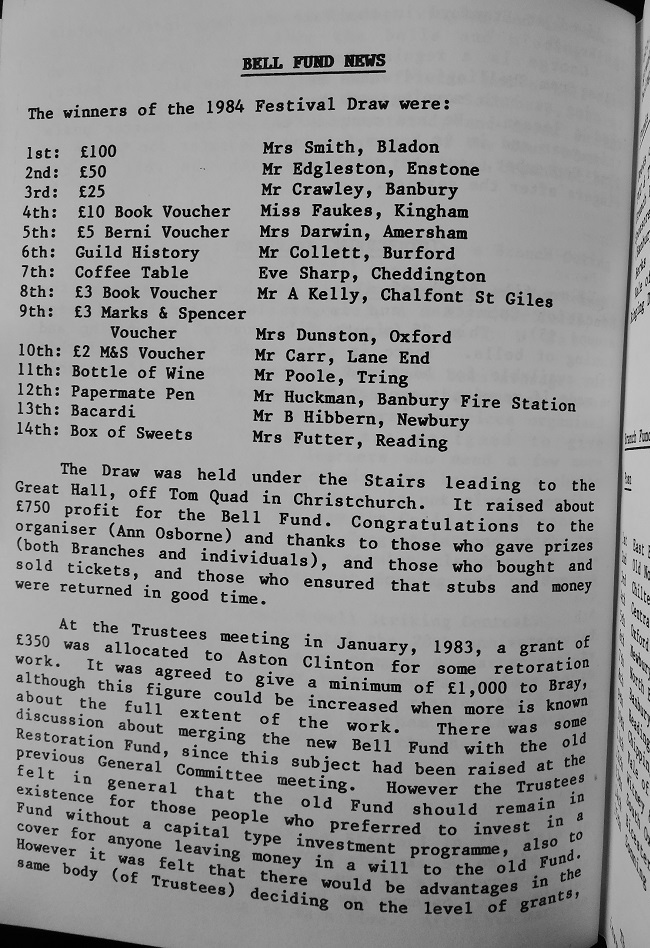 BELL FUND NEWS
The winners of the 1984 Festival Draw were:
1st: £100 Mrs Smith, Bladon
2nd: £50 Mr Edgleston, Enstone
3rd: £25 Mr Crawley, Banbury
4th: £10 Book Voucher Miss Faukes, Kingham
5th: £5 Berni Voucher Mrs Darwin, Amersham
6th: Guild History Mr Collett, Burford
7th: Coffee Table Eve Sharp, Cheddington
8th: £3 Book Voucher Mr A Kelly, Chalfont St Giles
9th: £3 Marks & Spencer
Voucher Mrs Dunston, Oxford
10th: £2 M&S Voucher Mr Carr, Lane End
11th: Bottle of Wine Mr Poole, Tring
12th: Papermate Pen Mr Huckman, Banbury Fire Station
13th: Bacardi Mr B Hibbern, Newbury
14th: Box of Sweets Mrs Futter, Reading
The Draw was held under the Stairs leading to the
Great Hall, off Tom Quad in Christchurch. It raised about
£750 profit for the Bell Fund. Congratulations to the
organiser (Ann Osborne) and thanks to those who gave prizes
(both Branches and individuals), and those who bought and
sold tickets, and those who ensured that stubs and money
were returned in good time.
At the Trustees meeting in January, 1983, a grant of
£350 was allocated to Aston Clinton for some retoration
work. It was agreed to give a minimum of £1,000 to Bray,
although this figure could be increased when more is known
about the full extent of the work. There was some
discussion about merging the new Bell Fund with the old
Restoration Fund, since this subject had been raised at the
previous General Committee meeting. However the Trustees
felt in general that the old Fund should remain in
existence for those people who preferred to invest in a
Fund without a capital type investment programme, also to
cover for anyone leaving money in a will to the old Fund.
However it was felt that there would be advantages in the
same body (of Trustees) deciding on the level of grants,